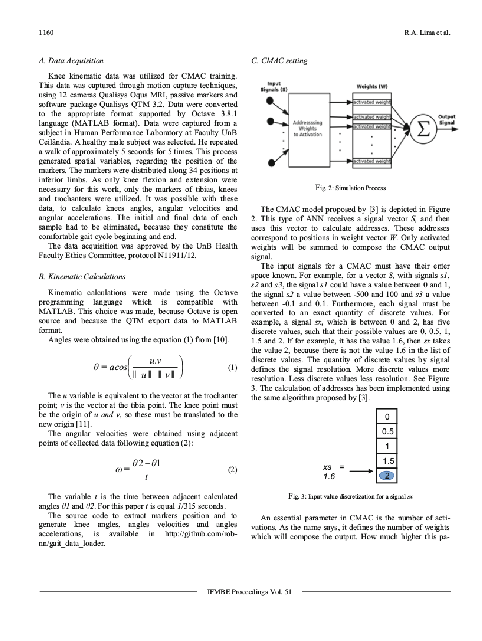 1160
R.A. Lima et al.
A. Data Acquisition
Knee kinematic data was utilized for CMAC training.
This data was captured through motion capture techniques,
using 12 cameras Qualisys Oqus MRI, passive markers and
software package Qualisys QTM 3.2. Data were converted
to the appropriate format supported by Octave 3.8.1
language (MATLAB format). Data were captured form a
subject in Human Performance Laboratory at Faculty UnB
Ceilândia. A healthy male subject was selected. He repeated
a walk of approximately 5 seconds for 5 times. This process
generated spatial variables, regarding the position of the
markers. The markers were distributed along 34 positions at
inferior limbs. As only knee flexion and extension were
necessary for this work, only the markers of tibias, knees
and trochanters were utilized. It was possible with these
data, to calculate knees angles, angular velocities and
angular accelerations. The initial and final data of each
sample had to be eliminated, because they constitute the
comfortable gait cycle beginning and end.
The data acquisition was approved by the UnB Health
Faculty Ethics Committee, protocol N11911/12.
B. Kinematic Calculations
Kinematic calculations were made using the Octave
programming language which is compatible with
MATLAB. This choice was made, because Octave is open
source and because the QTM export data to MATLAB
format.
Angles were obtained using the equation (1) from [10].
θ = acos( u.v / ‖u‖ ‖v‖ ) (1)
The u variable is equivalent to the vector at the trochanter
point; v is the vector at the tibia point. The knee point must
be the origin of u and v, so these must be translated to the
new origin [11].
The angular velocities were obtained using adjacent
points of collected data following equation (2):
ω = θ2 − θ1 / t (2)
The variable t is the time between adjacent calculated
angles θ1 and θ2. For this paper t is equal 1/315 seconds.
The source code to extract markers position and to
generate knee angles, angles velocities and angles
accelerations, is available in http://github.com/rob-
nn/gait_data_loader.
C. CMAC setting
Input
Signals (S)
Weights (W)
Addressing
Weights
to Activation
activated weight
activated weight
activated weight
activated weight
Σ
Output
Signal
Fig. 2: Simulation Process
The CMAC model proposed by [3] is depicted in Figure
2. This type of ANN receives a signal vector S, and then
uses this vector to calculate addresses. These addresses
correspond to positions in weight vector W. Only activated
weights will be summed to compose the CMAC output
signal.
The input signals for a CMAC must have their order
space known. For example, for a vector S, with signals s1,
s2 and s3, the signal s1 could have a value between 0 and 1,
the signal s2 a value between -500 and 100 and s3 a value
between -0.1 and 0.1. Furthermore, each signal must be
converted to an exact quantity of discrete values. For
example, a signal sx, which is between 0 and 2, has five
discrete values, such that their possible values are 0, 0.5, 1,
1.5 and 2. If for example, it has the value 1.6, then sx takes
the value 2, because there is not the value 1.6 in the list of
discrete values. The quantity of discrete values by signal
defines the signal resolution. More discrete values more
resolution. Less discrete values less resolution. See Figure
3. The calculation of addresses has been implemented using
the same algorithm proposed by [3].
0
0.5
1
1.5
2
xs =
1.6
Fig. 3: Input value discretization for a signal xs
An essential parameter in CMAC is the number of acti-
vations. As the name says, it defines the number of weights
which will compose the output. How much higher this pa-
IFMBE Proceedings Vol. 51